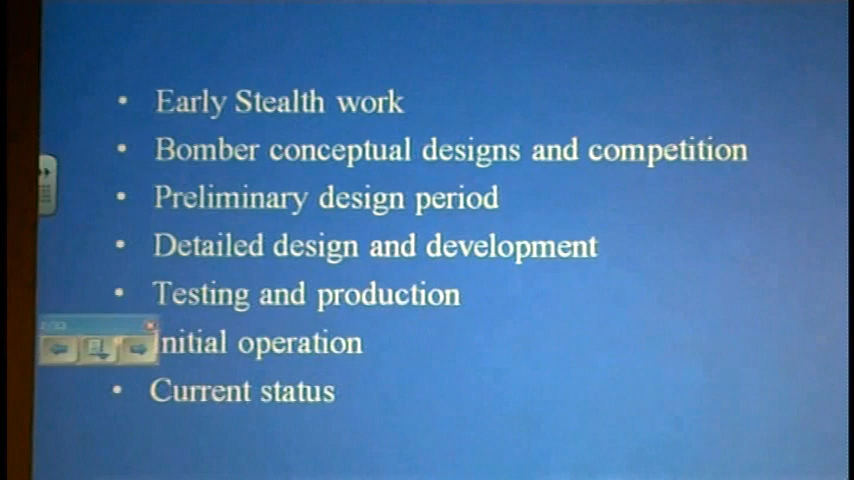 • Early Stealth work
• Bomber conceptual designs and competition
• Preliminary design period
• Detailed design and development
• Testing and production
Initial operation
• Current status